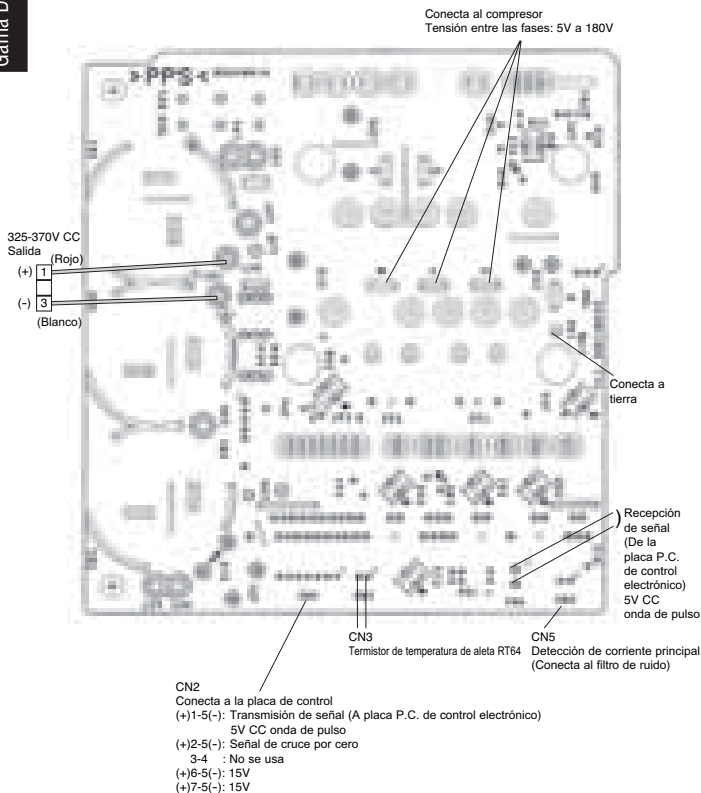 Gama D
Conecta al compresor
Tensión entre las fases: 5V a 180V
PPS
325-370V CC
Salida
(Rojo)
(+) 1
(-) 3
(Blanco)
Conecta a
tierra
Recepción
de señal
(De la
placa P.C.
de control
electrónico)
5V CC
onda de pulso
CN3
Termistor de temperatura de aleta RT64
CN5
Detección de corriente principal
(Conecta al filtro de ruido)
CN2
Conecta a la placa de control
(+)1-5(-): Transmisión de señal (A placa P.C. de control electrónico)
5V CC onda de pulso
(+)2-5(-): Señal de cruce por cero
3-4 : No se usa
(+)6-5(-): 15V
(+)7-5(-): 15V